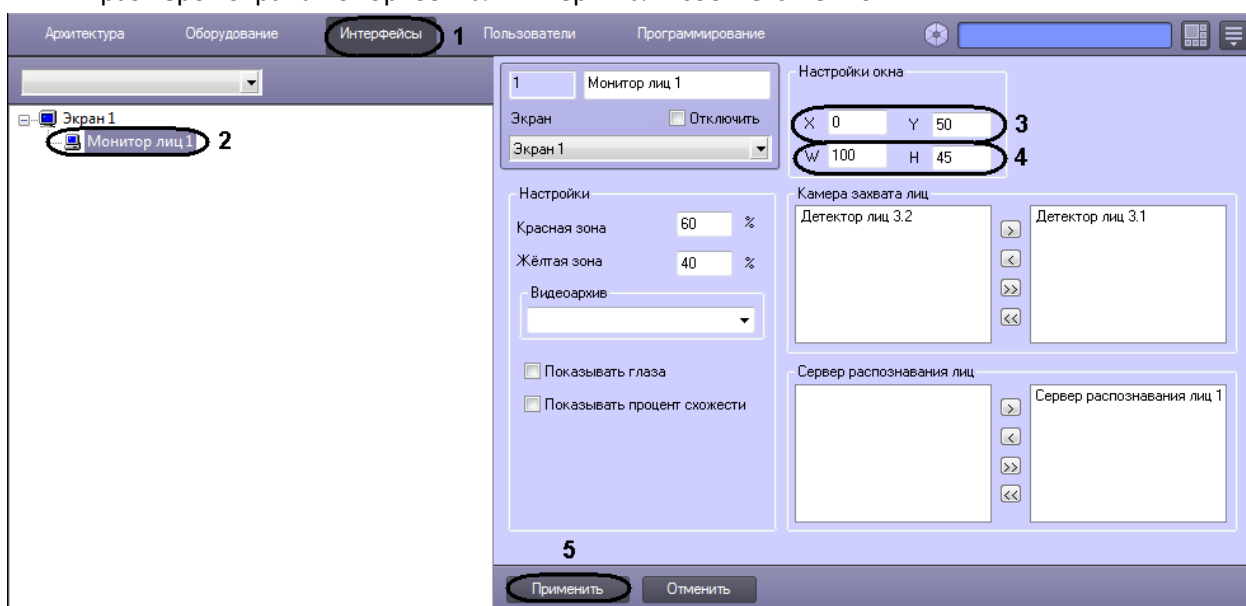 Архитектура Оборудование Интерфейсы 1 Пользователи Программирование
Экран 1
Монитор лиц 1 2
1 Монитор лиц 1
Экран Отключить
Экран 1
Настройки окна
X 0 Y 50 3
W 100 H 45 4
Настройки
Красная зона 60 %
Жёлтая зона 40 %
Видеоархив
Показывать глаза
Показывать процент схожести
Камера захвата лиц
Детектор лиц 3.2 > Детектор лиц 3.1
<
>>
<<
Сервер распознавания лиц
> Сервер распознавания лиц 1
<
>>
<<
5
Применить Отменить